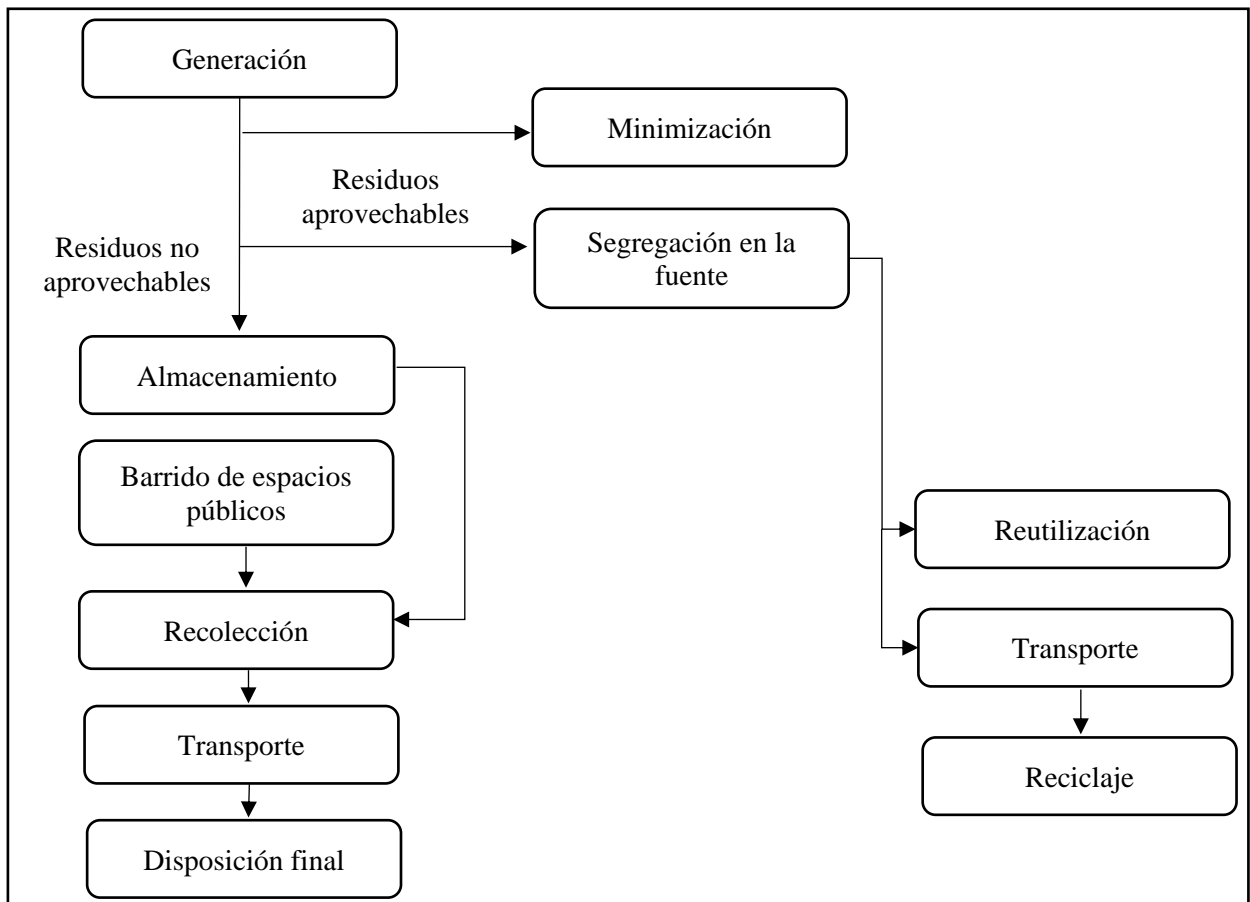 Generación
Minimización
Residuos
aprovechables
Residuos no
aprovechables
Segregación en la
fuente
Almacenamiento
Barrido de espacios
públicos
Reutilización
Recolección
Transporte
Transporte
Reciclaje
Disposición final